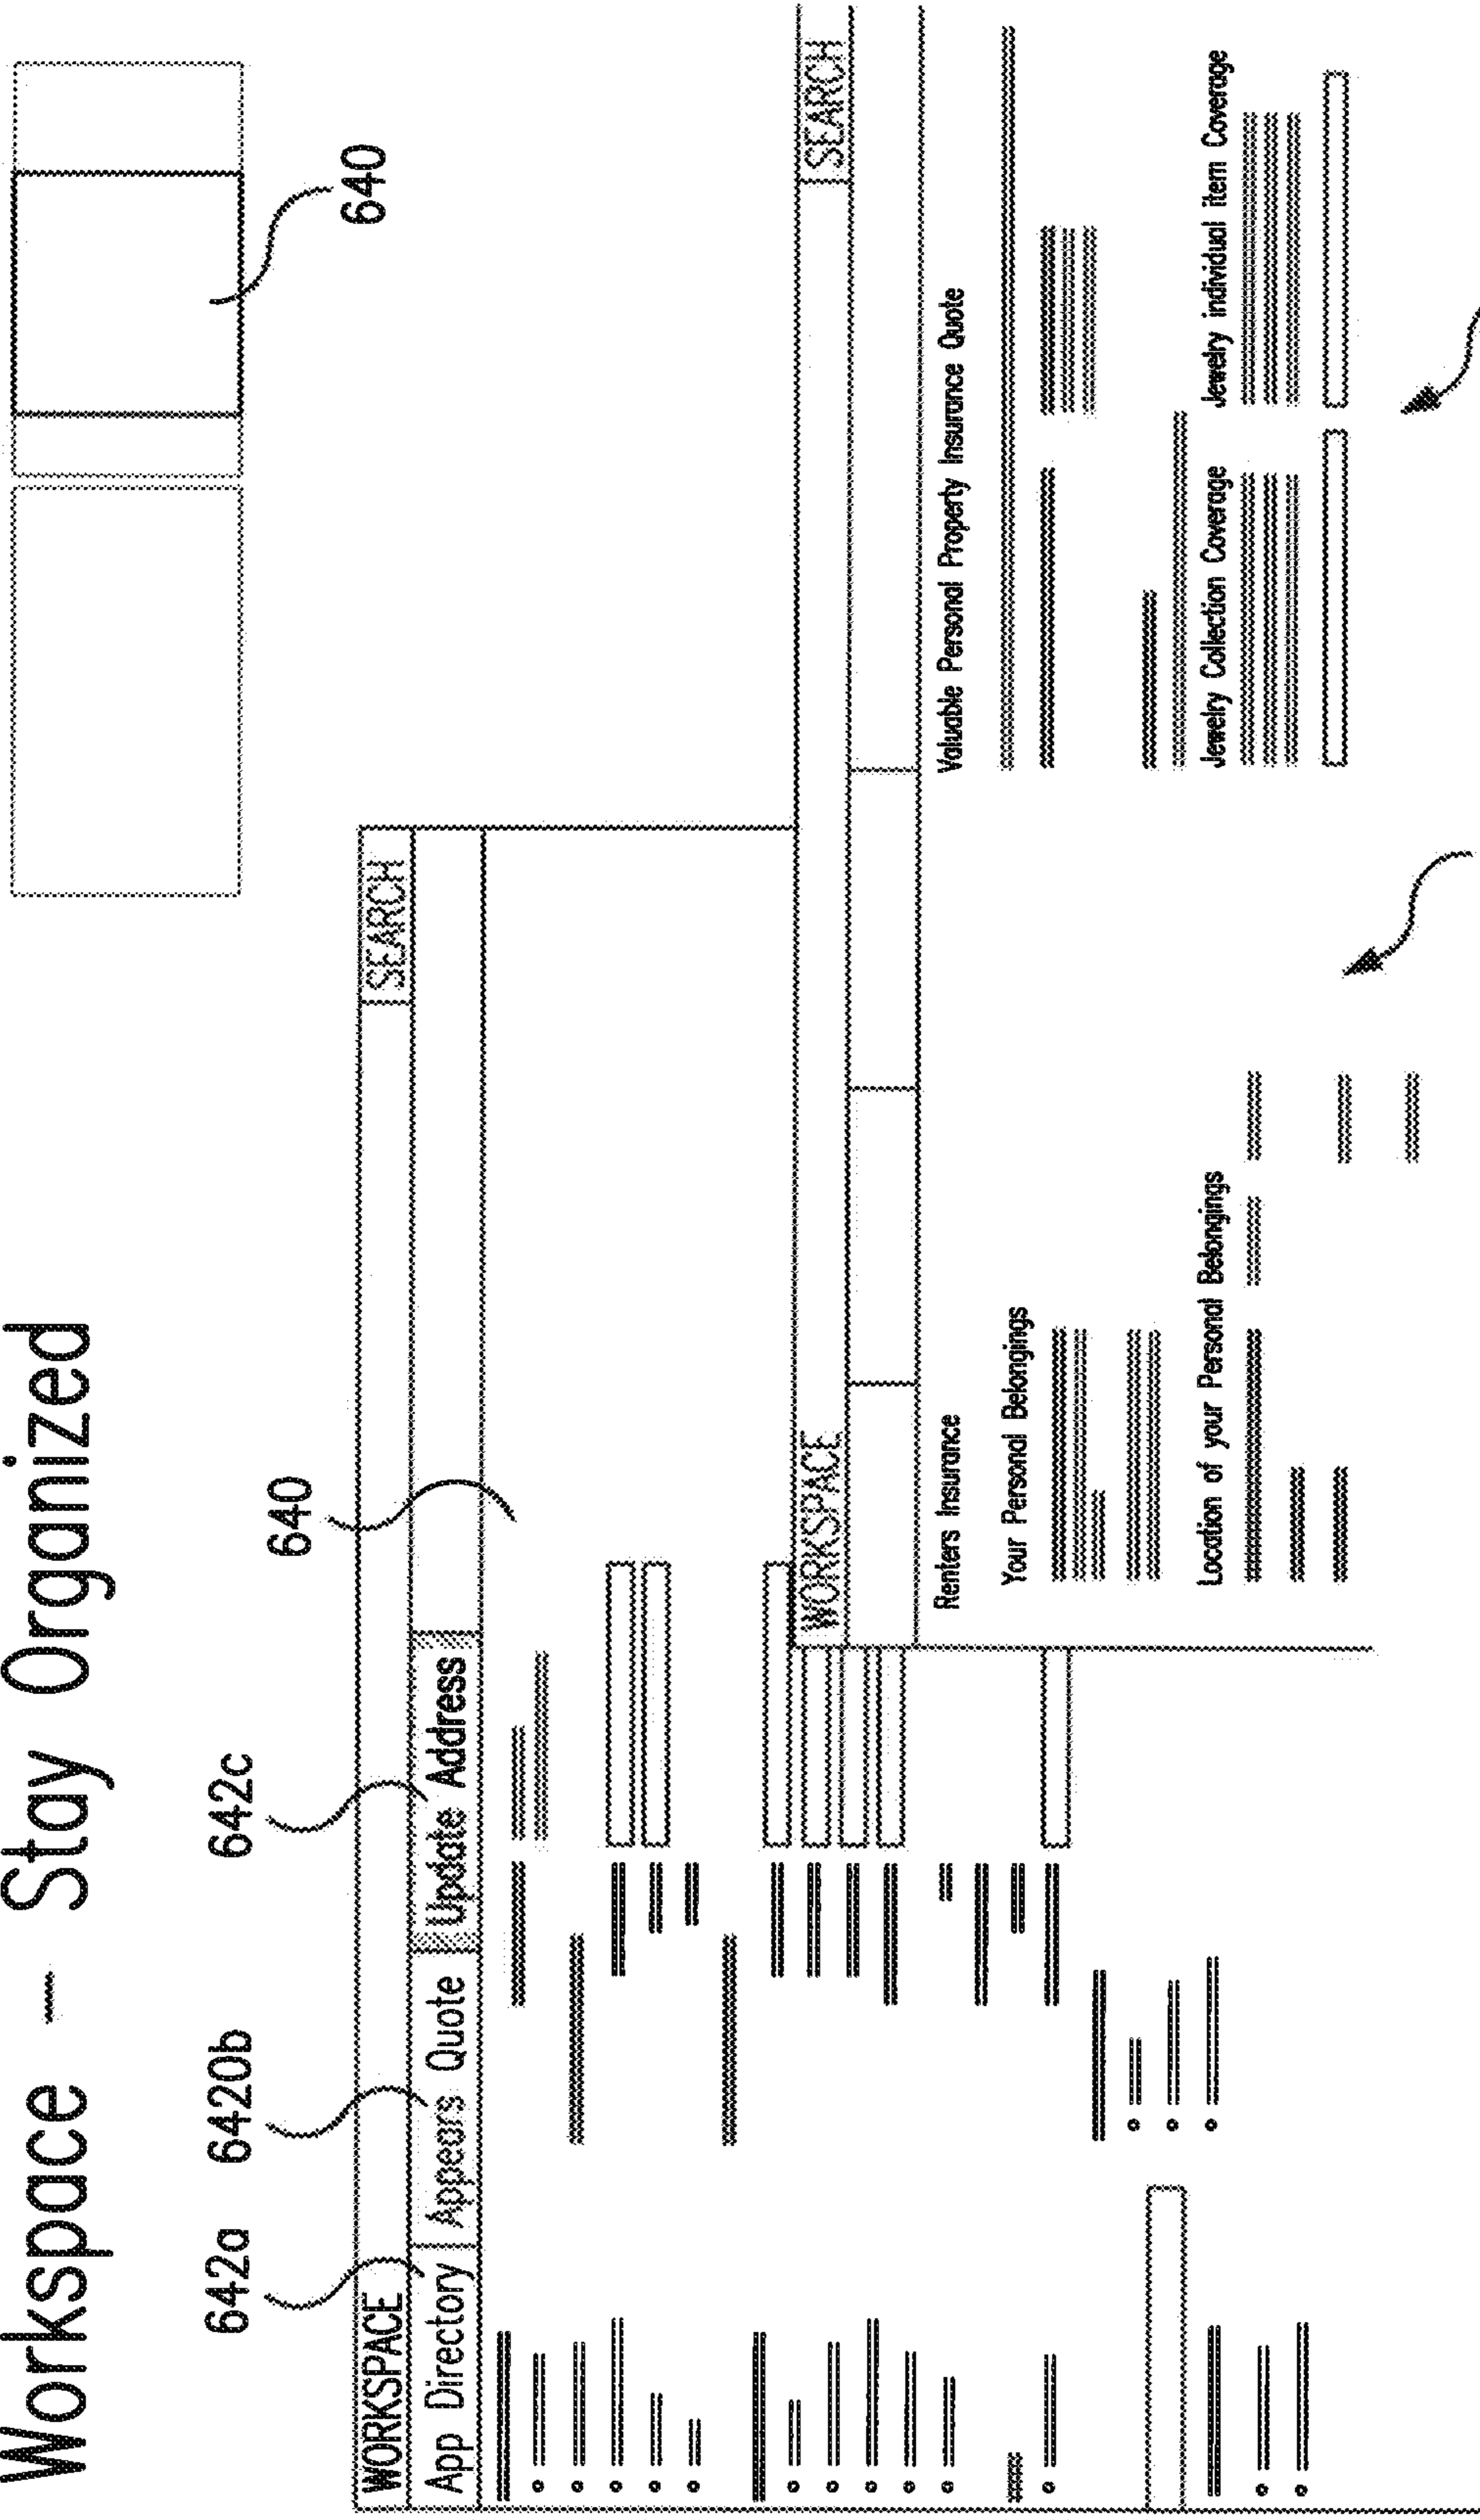 Workspace – Stay Organized
640
642a 6420b 642c 640
WORKSPACE SEARCH
App Directory Appears Quote Update Address
WORKSPACE SEARCH
Renters Insurance Valuable Personal Property Insurance Quote
Your Personal Belongings
Location of your Personal Belongings Jewelry Collection Coverage Jewelry individual item Coverage